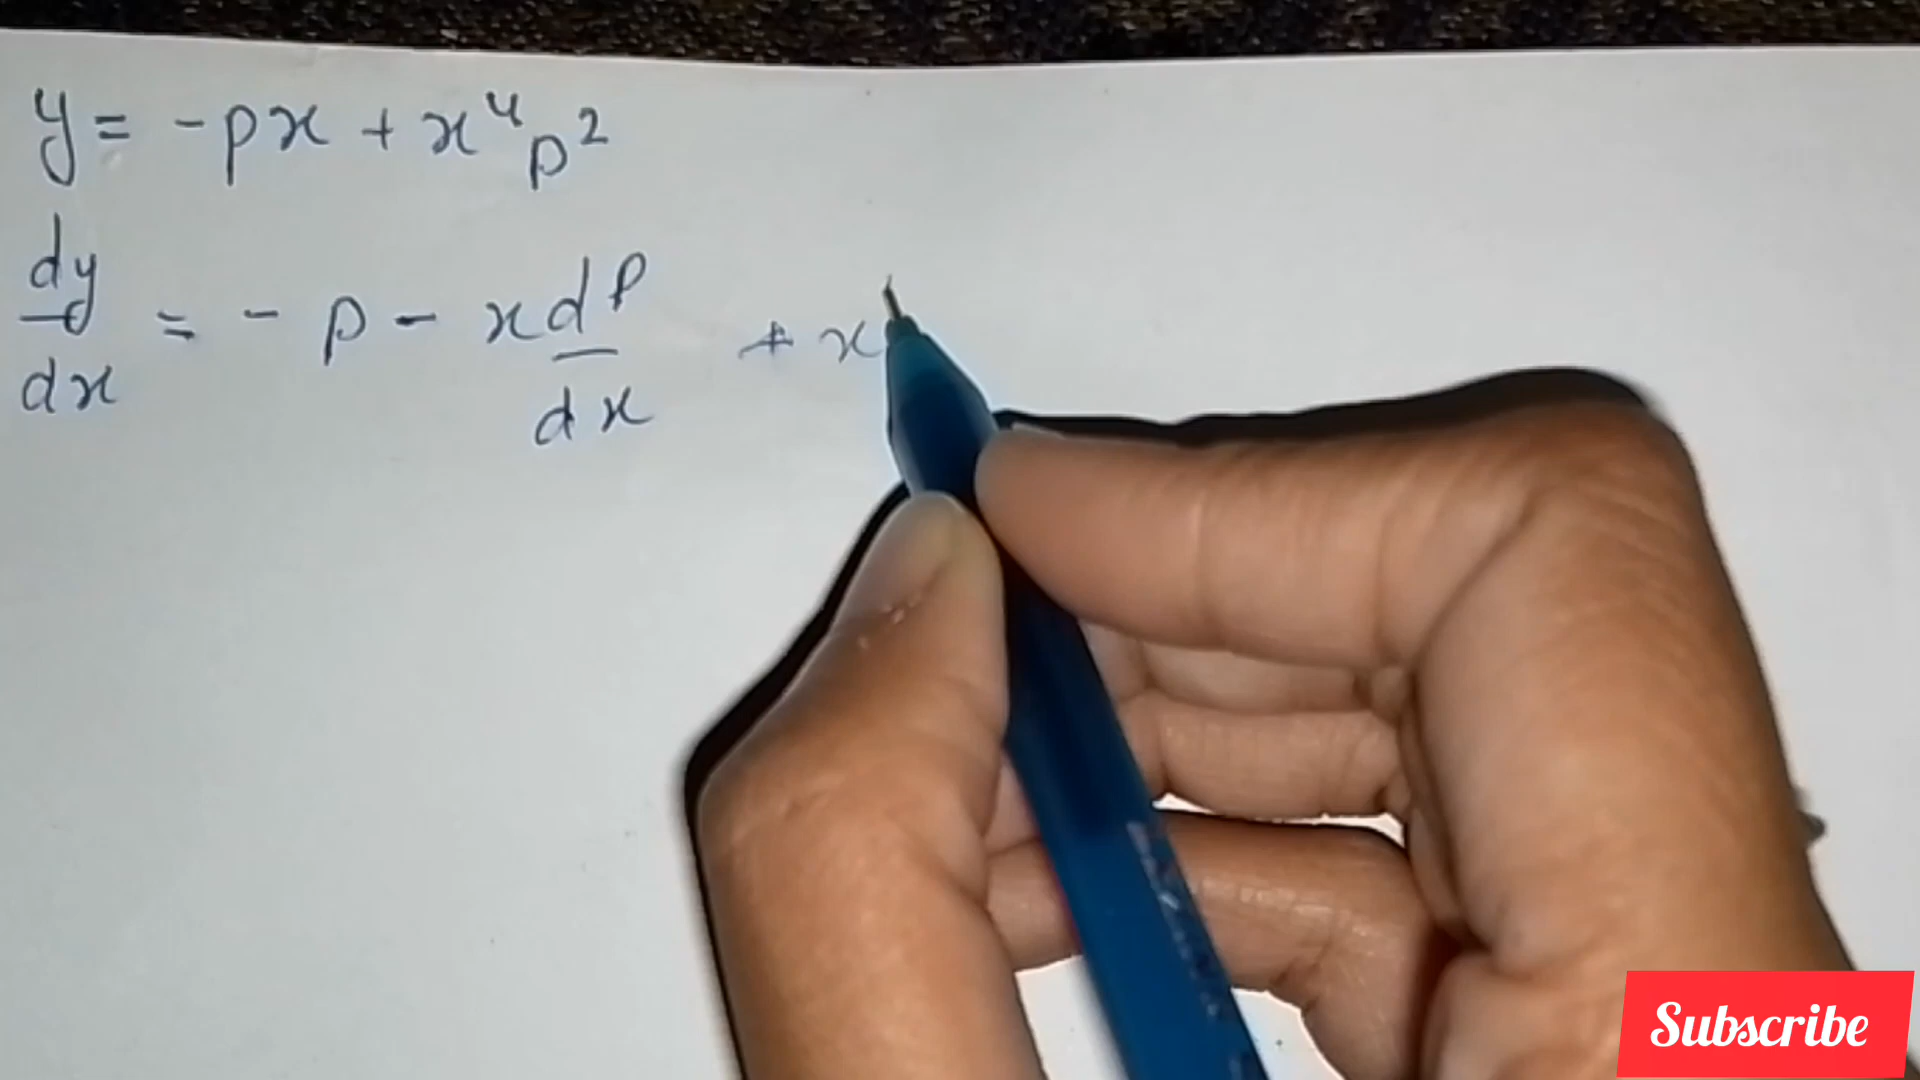 y = -px + x⁴p²
dy/dx = - p - x dp/dx + x
Subscribe